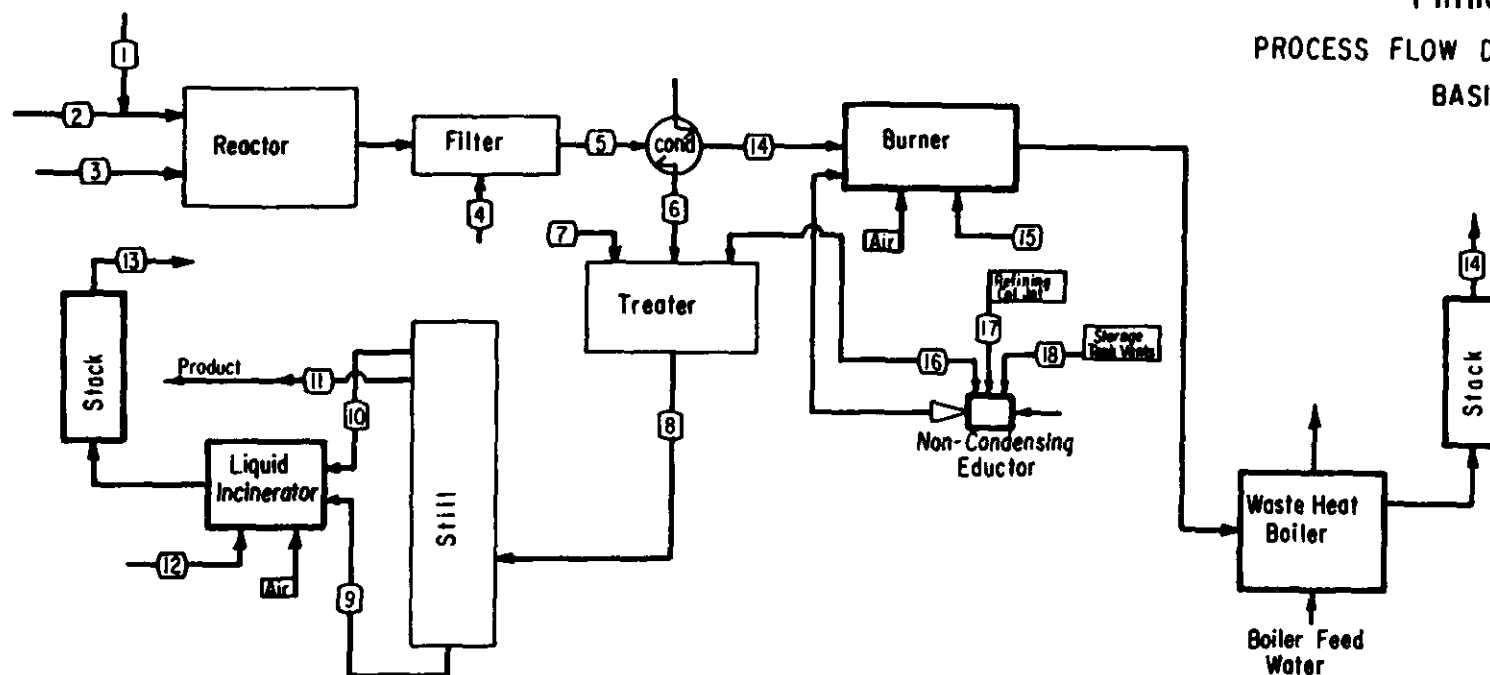 PROCESS FLOW D
BASI
1
2
3
Reactor
Filter
4
5
cond
14
6
7
Burner
Air
15
Treater
13
Stack
Product
11
10
Liquid
Incinerator
12
Air
9
Still
8
16
Refining
17
Storage
Tank Vents
18
Non-Condensing
Eductor
Waste Heat
Boiler
Boiler Feed
Water
14
Stack